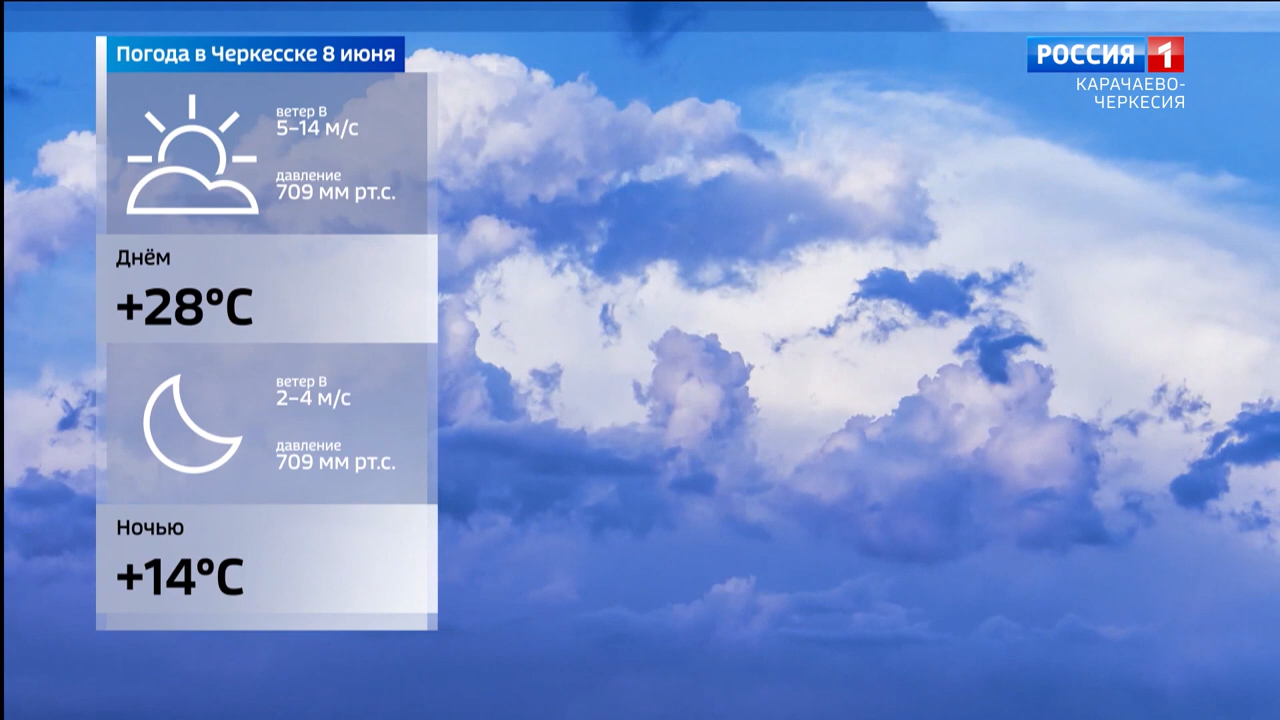 Погода в Черкесске 8 июня
РОССИЯ 1
КАРАЧАЕВО-
ЧЕРКЕСИЯ
ветер В
5–14 м/с
давление
709 мм рт.с.
Днём
+28°C
ветер В
2–4 м/с
давление
709 мм рт.с.
Ночью
+14°C